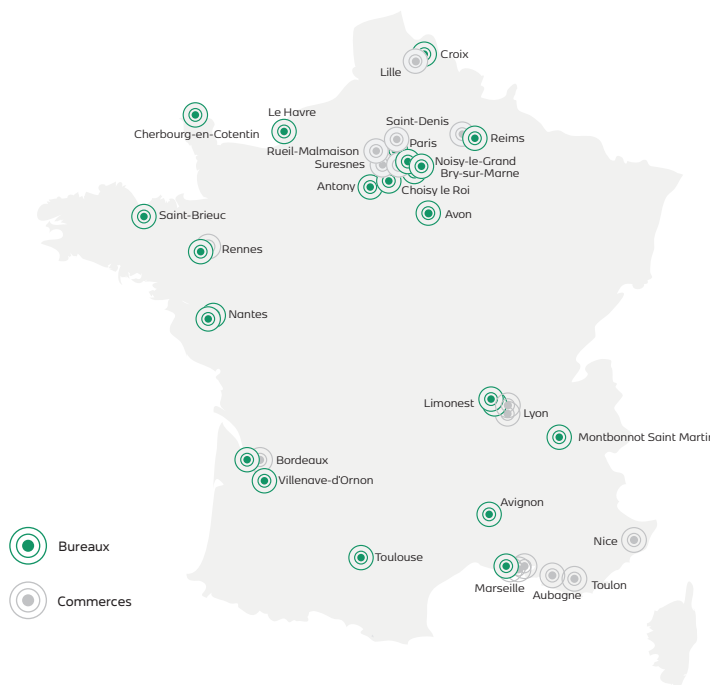 Croix
Lille
Le Havre
Cherbourg-en-Cotentin
Saint-Denis
Reims
Paris
Rueil-Malmaison
Suresnes
Noisy-le-Grand
Bry-sur-Marne
Antony
Choisy le Roi
Saint-Brieuc
Avon
Rennes
Nantes
Limonest
Lyon
Montbonnot Saint Martin
Bordeaux
Villenave-d'Ornon
Avignon
Bureaux
Nice
Toulouse
Marseille
Toulon
Aubagne
Commerces